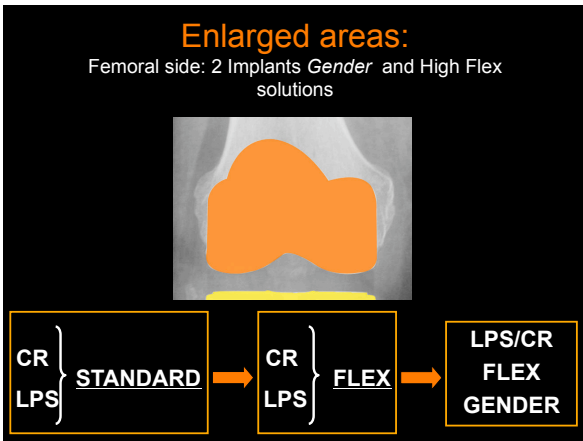 Enlarged areas:
Femoral side: 2 Implants Gender and High Flex
solutions
CR
LPS
STANDARD
CR
LPS
FLEX
LPS/CR
FLEX
GENDER